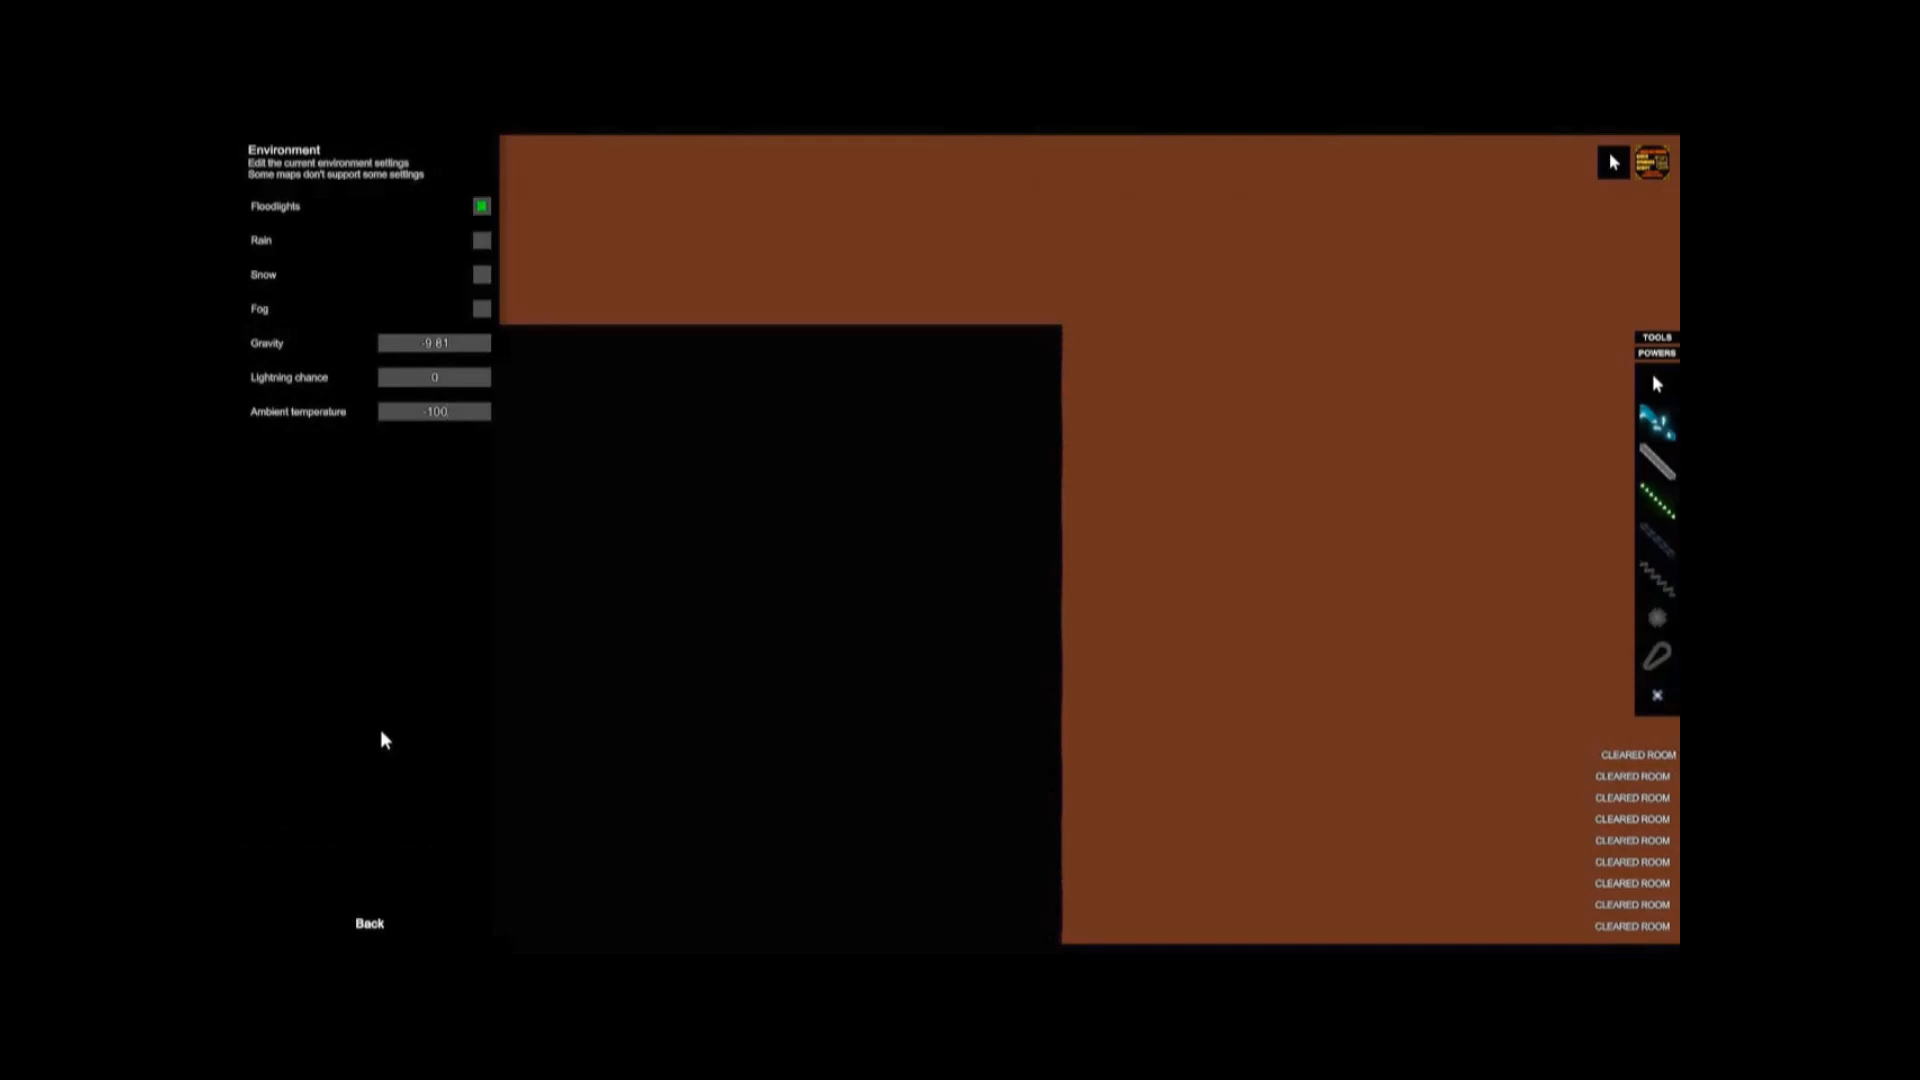 Environment
Edit the current environment settings
Some maps don't support some settings
Floodlights
Rain
Snow
Fog
Gravity
-9.81
Lightning chance
0
Ambient temperature
-100
Back
TOOLS
POWERS
CLEARED ROOM
CLEARED ROOM
CLEARED ROOM
CLEARED ROOM
CLEARED ROOM
CLEARED ROOM
CLEARED ROOM
CLEARED ROOM
CLEARED ROOM